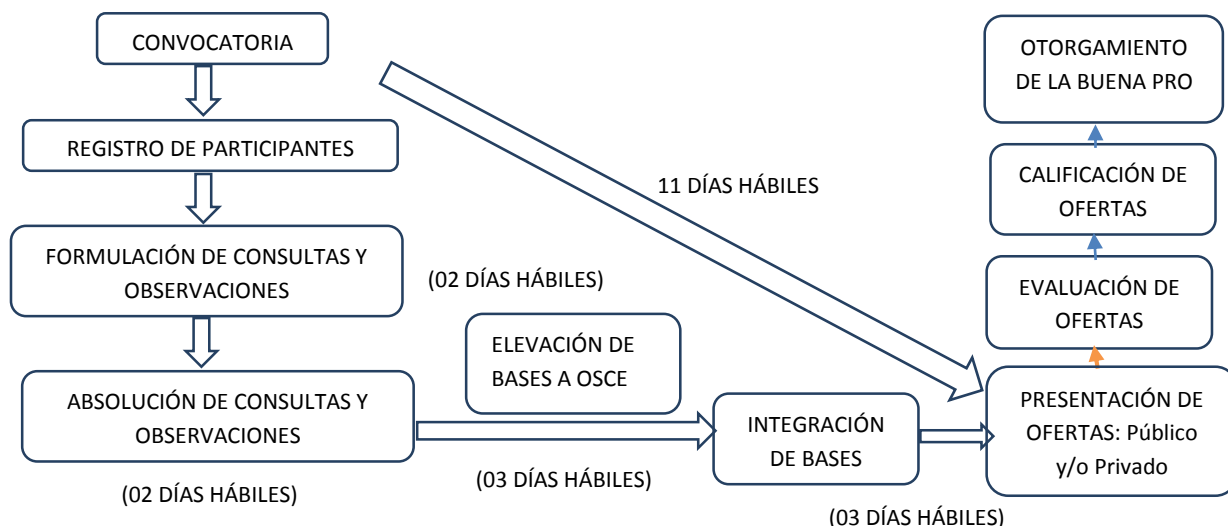 CONVOCATORIA
REGISTRO DE PARTICIPANTES
FORMULACIÓN DE CONSULTAS Y
OBSERVACIONES
(02 DÍAS HÁBILES)
ABSOLUCIÓN DE CONSULTAS Y
OBSERVACIONES
(02 DÍAS HÁBILES)
ELEVACIÓN DE
BASES A OSCE
(03 DÍAS HÁBILES)
INTEGRACIÓN
DE BASES
(03 DÍAS HÁBILES)
11 DÍAS HÁBILES
PRESENTACIÓN DE
OFERTAS: Público
y/o Privado
EVALUACIÓN DE
OFERTAS
CALIFICACIÓN DE
OFERTAS
OTORGAMIENTO
DE LA BUENA PRO